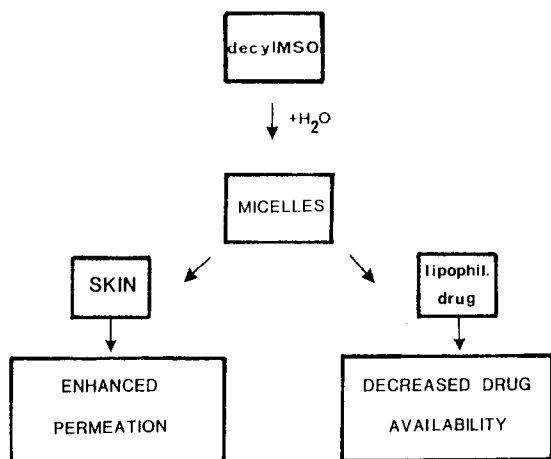 decylMSO
+H₂O
MICELLES
SKIN
lipophil.
drug
ENHANCED
PERMEATION
DECREASED DRUG
AVAILABILITY